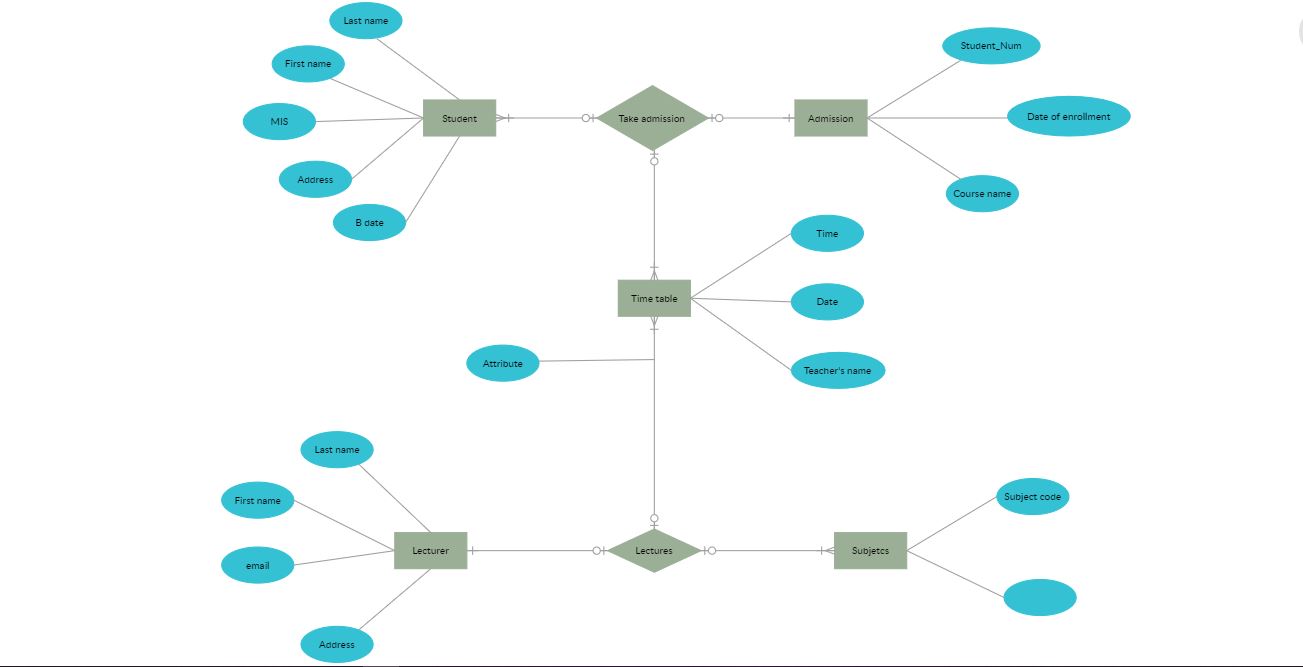 Last name
First name
Student_Num
MIS
Student
Take admission
Admission
Date of enrollment
Address
Course name
B date
Time
Time table
Date
Attribute
Teacher's name
Last name
First name
Subject code
Lecturer
Lectures
Subjetcs
email
Address